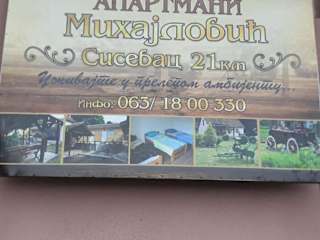 АПАРТМАНИ
Михајловић
Сисевац 21км
Уживајте у прелепом амбијенту...
Инфо: 063/ 18 00 330